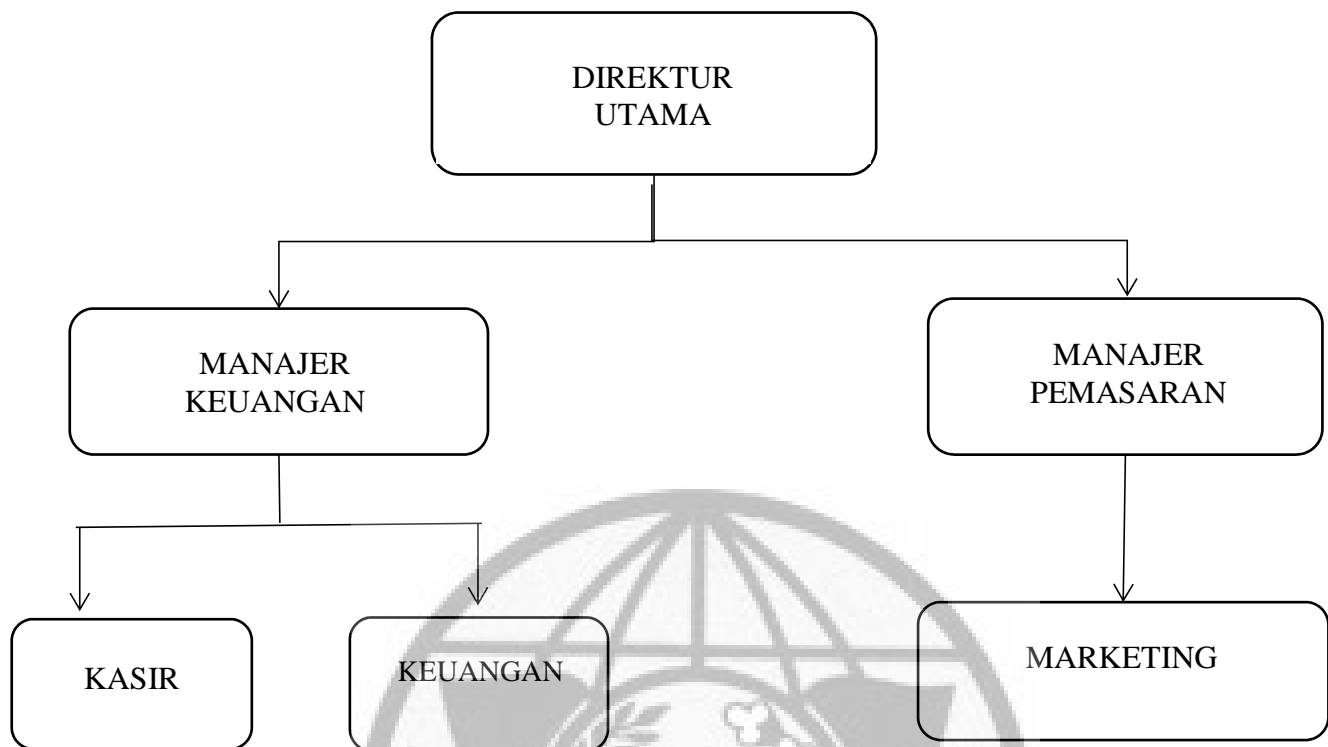 DIREKTUR
UTAMA
MANAJER
KEUANGAN
MANAJER
PEMASARAN
KASIR
KEUANGAN
MARKETING